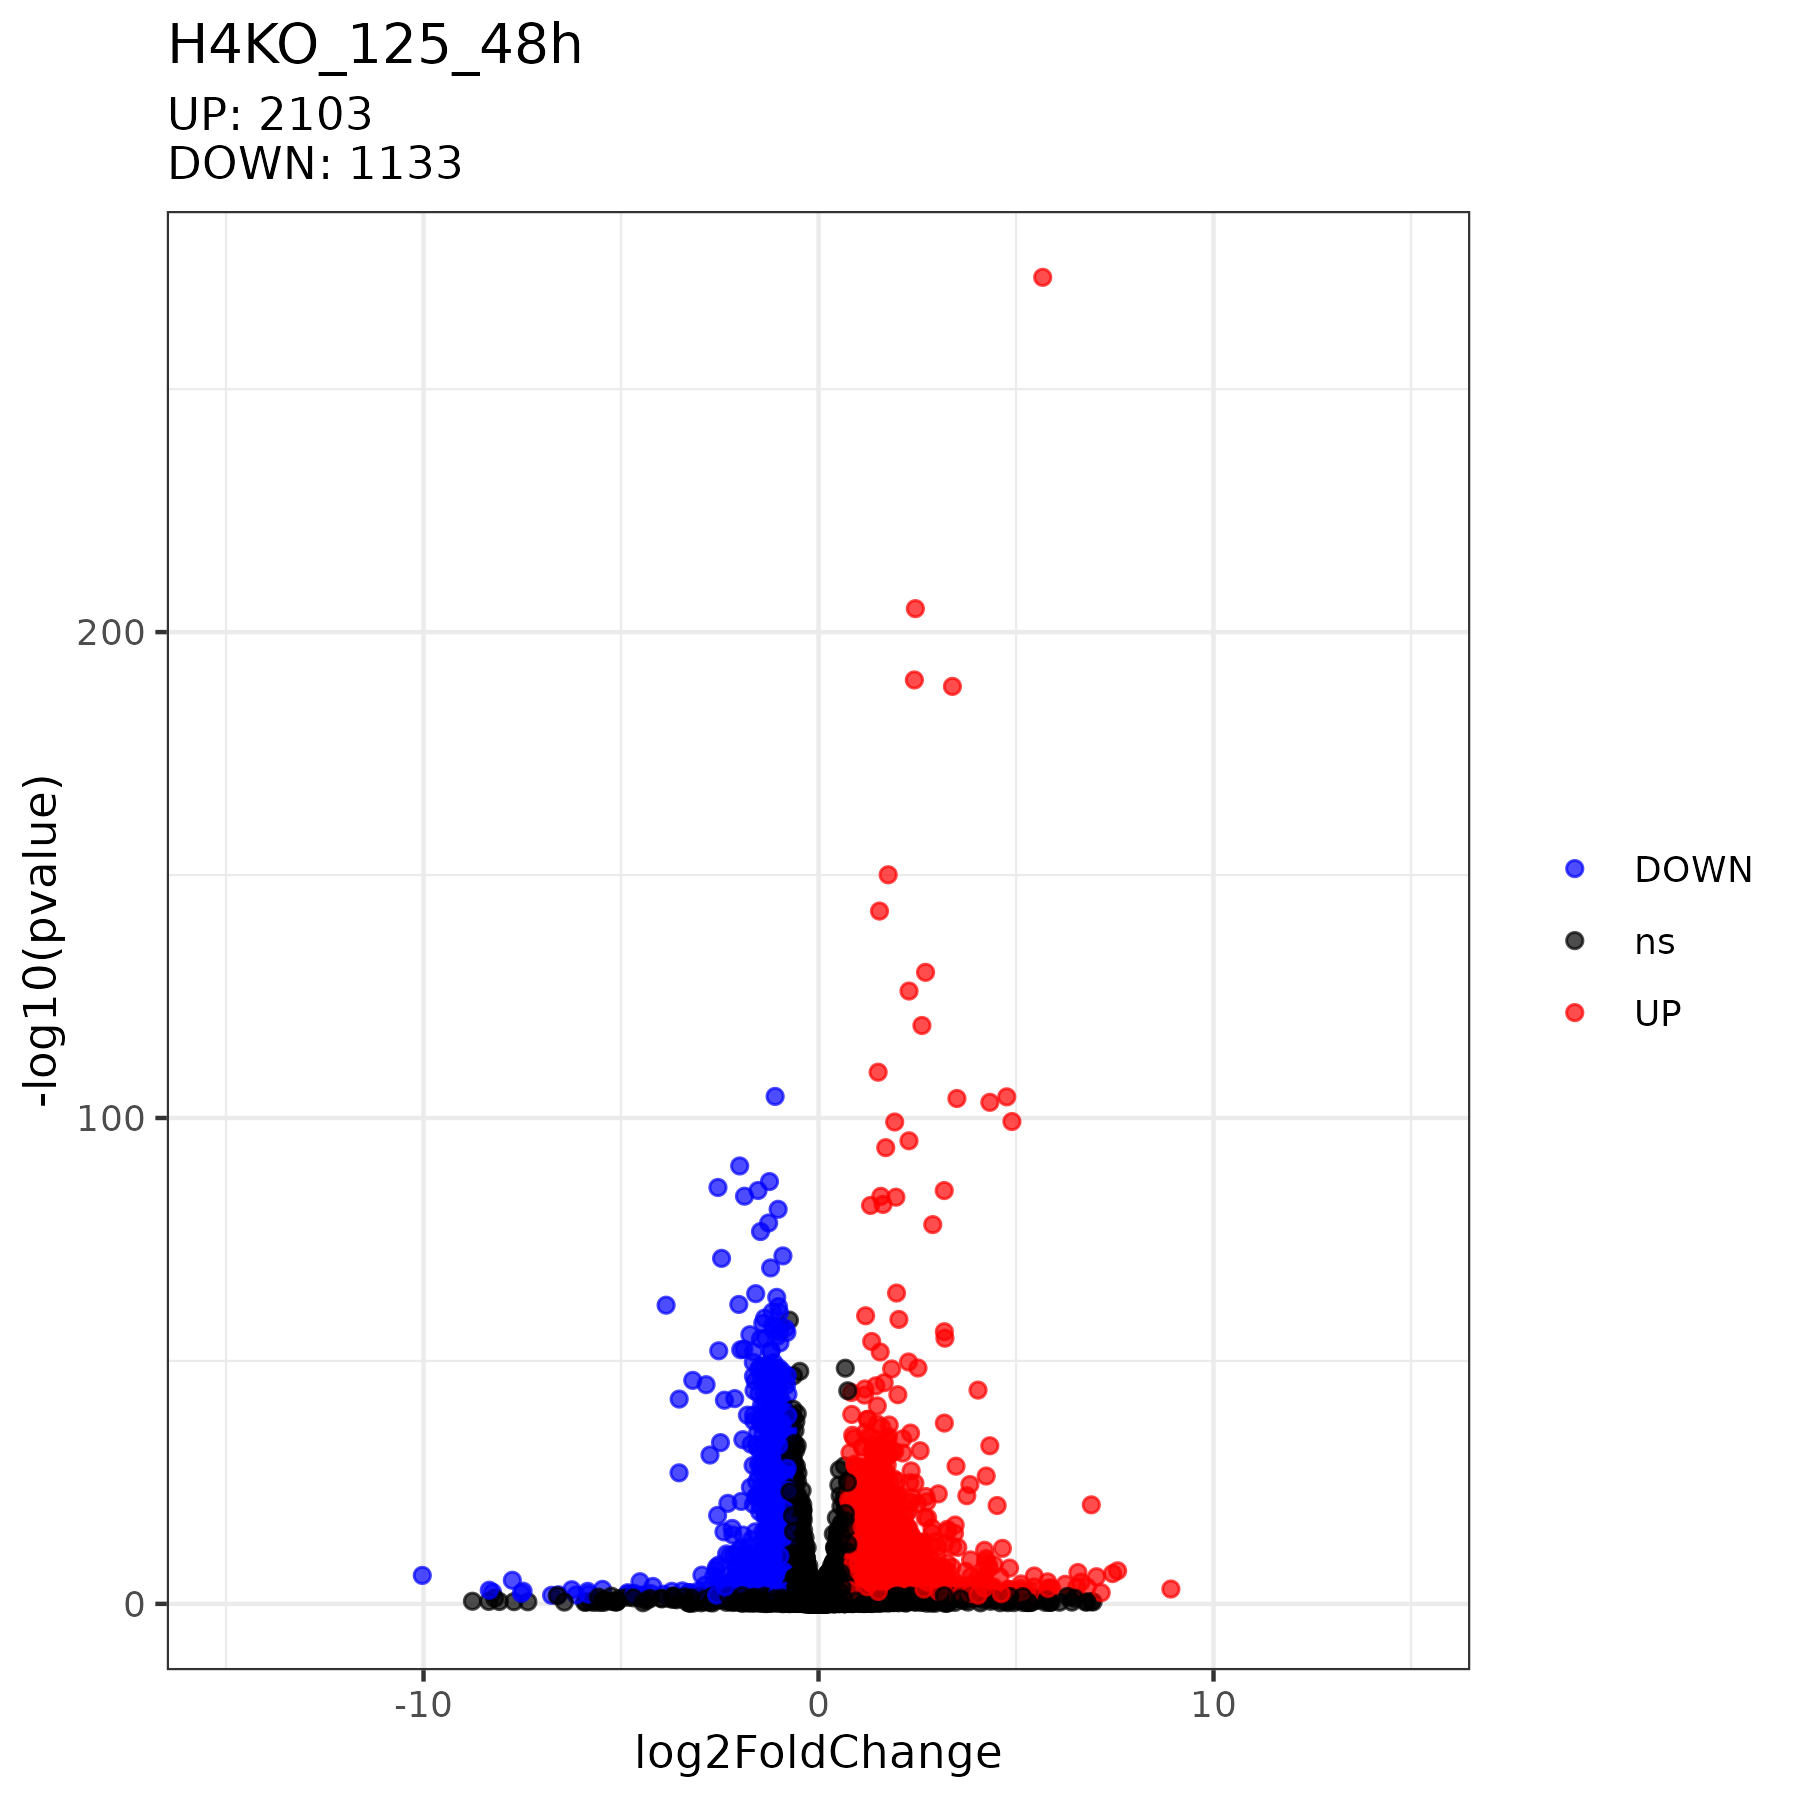 H4KO_125_48h
UP: 2103
DOWN: 1133
-log10(pvalue)
200
100
0
-10
0
10
log2FoldChange
DOWN
ns
UP